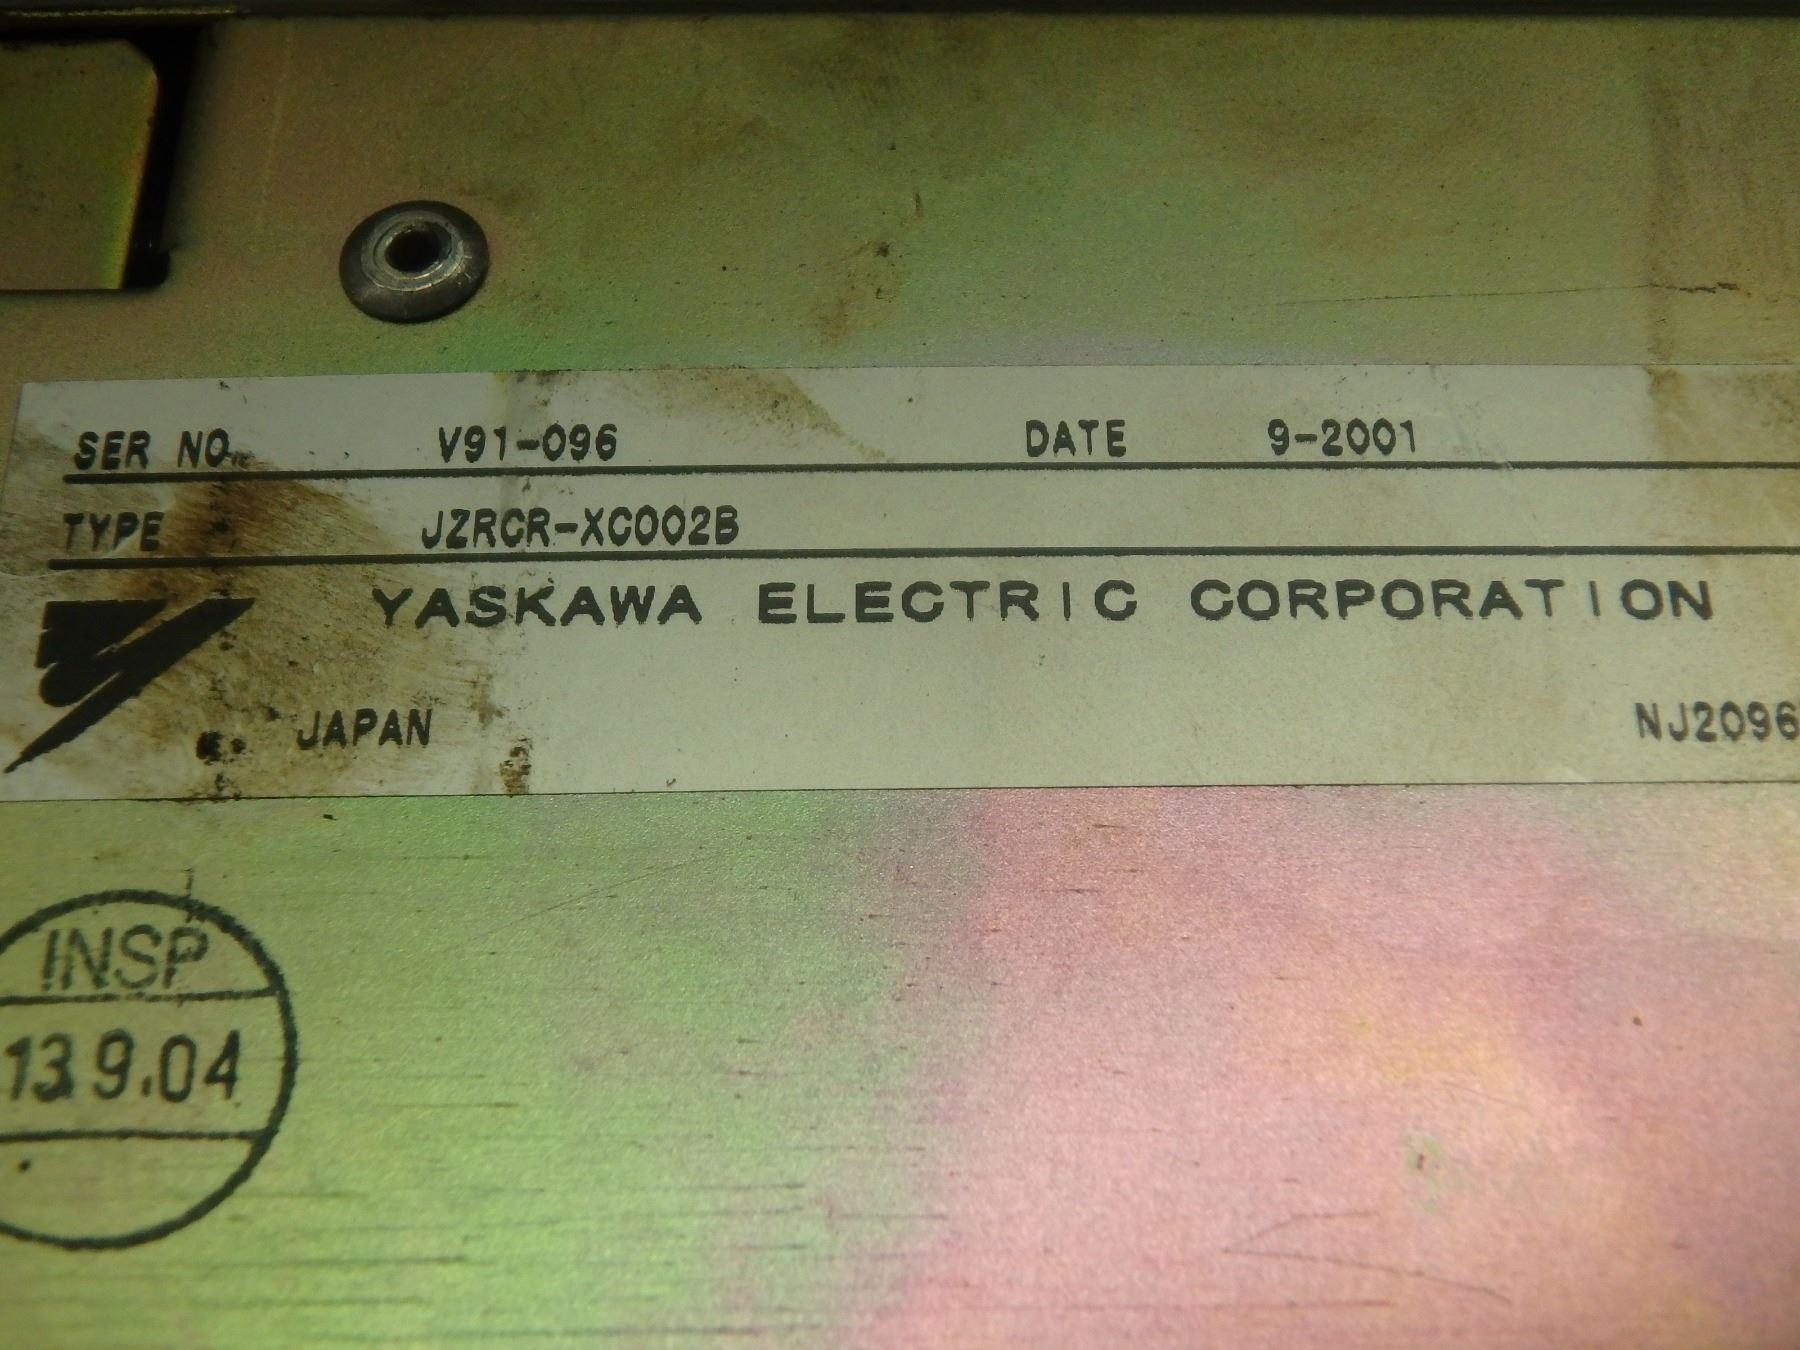 SER NO. V91-096 DATE 9-2001
TYPE JZRCR-XC002B
YASKAWA ELECTRIC CORPORATION
JAPAN NJ2096
INSP
13.9.04